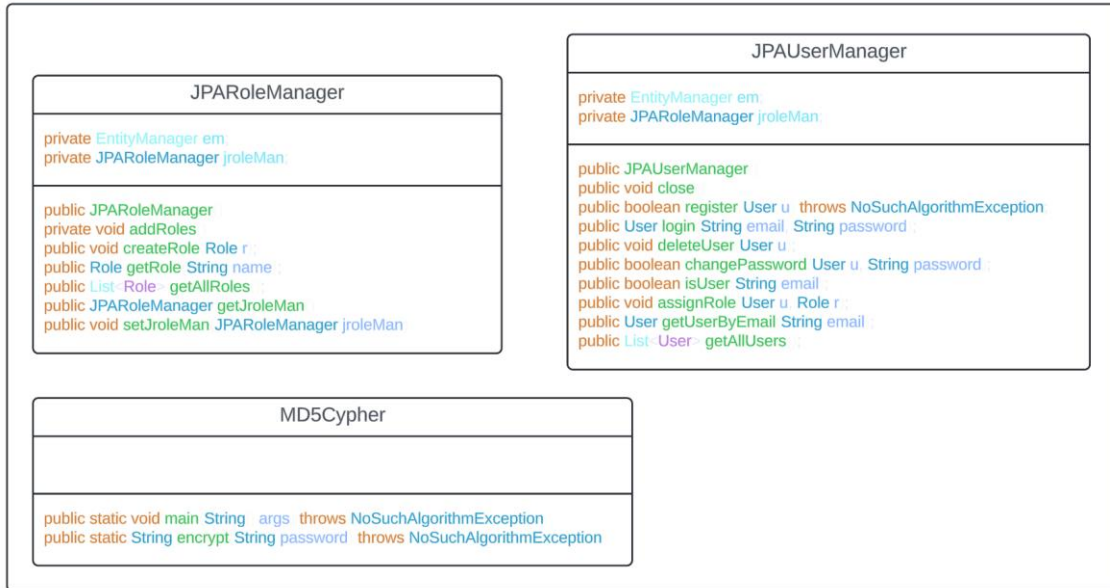 JPARoleManager
private EntityManager em;
private JPARoleManager jroleMan;
public JPARoleManager
private void addRoles
public void createRole Role r ;
public Role getRole String name ;
public List<Role> getAllRoles ;
public JPARoleManager getJroleMan
public void setJroleMan JPARoleManager jroleMan
JPAUserManager
private EntityManager em;
private JPARoleManager jroleMan;
public JPAUserManager
public void close
public boolean register User u throws NoSuchAlgorithmException
public User login String email, String password ;
public void deleteUser User u ;
public boolean changePassword User u, String password ;
public boolean isUser String email ;
public void assignRole User u, Role r ;
public User getUserByEmail String email ;
public List<User> getAllUsers ;
MD5Cypher
public static void main String args throws NoSuchAlgorithmException
public static String encrypt String password throws NoSuchAlgorithmException